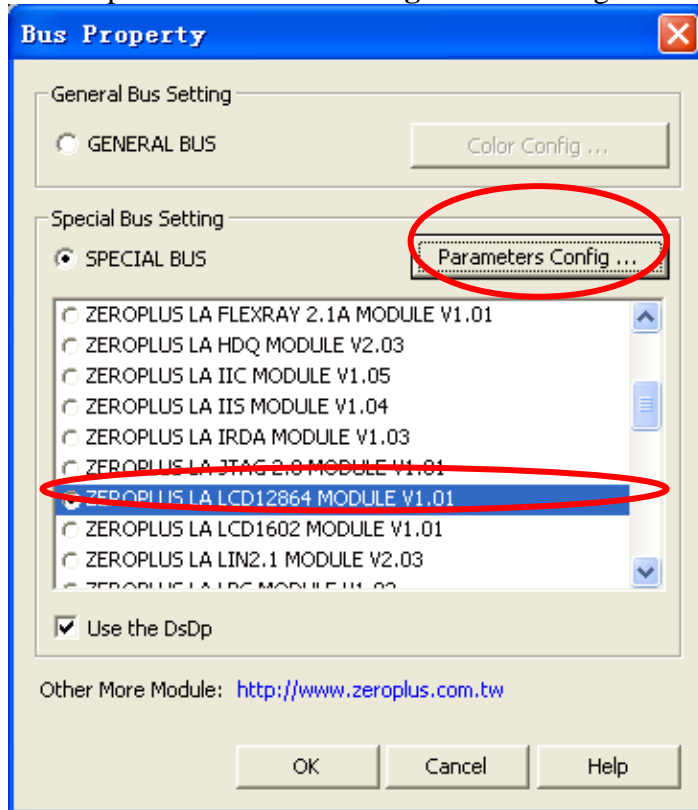 Bus Property
General Bus Setting
GENERAL BUS
Color Config ...
Special Bus Setting
SPECIAL BUS
Parameters Config ...
ZEROPLUS LA FLEXRAY 2.1A MODULE V1.01
ZEROPLUS LA HDQ MODULE V2.03
ZEROPLUS LA IIC MODULE V1.05
ZEROPLUS LA IIS MODULE V1.04
ZEROPLUS LA IRDA MODULE V1.03
ZEROPLUS LA JTAG 2.0 MODULE V1.01
ZEROPLUS LA LCD12864 MODULE V1.01
ZEROPLUS LA LCD1602 MODULE V1.01
ZEROPLUS LA LIN2.1 MODULE V2.03
ZEROPLUS LA LPC MODULE
Use the DsDp
Other More Module: http://www.zeroplus.com.tw
OK
Cancel
Help